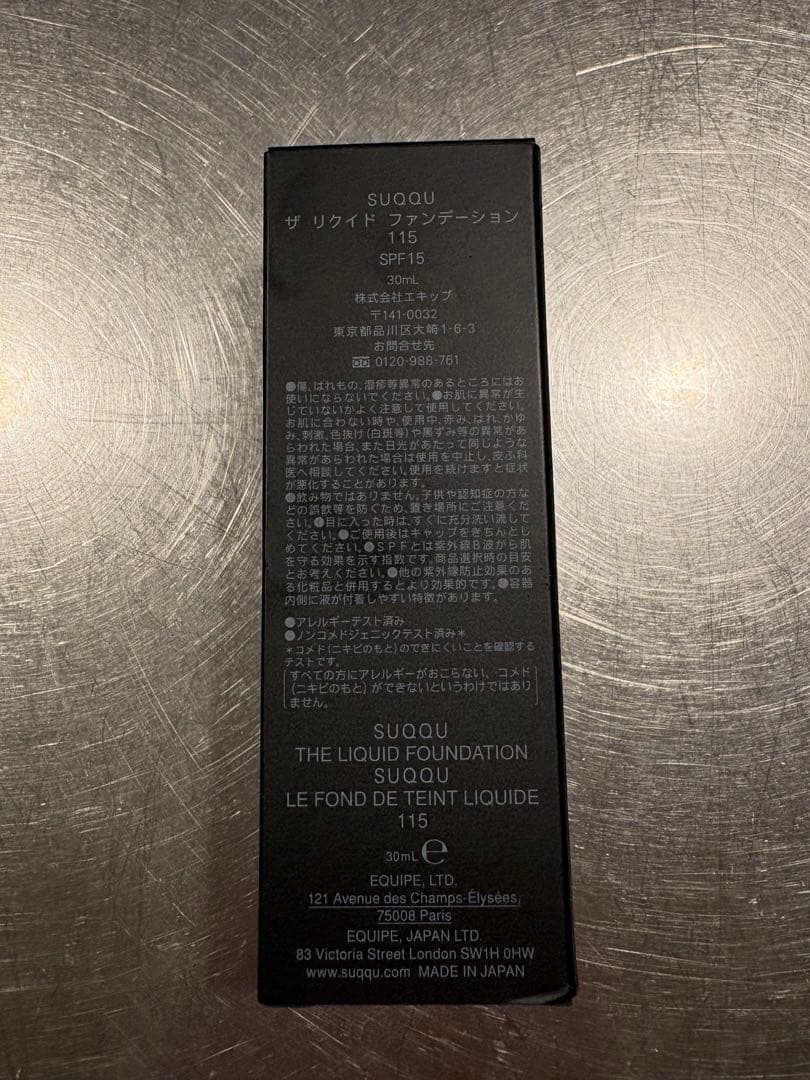 SUQQU
ザ リクイド ファンデーション
115
SPF15
30mL
株式会社エキップ
〒141-0032
東京都品川区大崎1-6-3
お問合せ先
0120-988-761
●傷、はれもの、湿疹等異常のあるところにはお
使いにならないでください。●お肌に異常が生
じていないかよく注意して使用してください。
お肌に合わない時や、使用中、赤み、はれ、かゆ
み、刺激、色抜け(白斑等)や黒ずみ等の異常があ
らわれた場合、また日光があたって同じような
異常があらわれた場合は使用を中止し、皮ふ科
医へ相談してください。使用を続けますと症状
が悪化することがあります。
●飲み物ではありません。子供や認知症の方な
どの誤飲等を防ぐため、置き場所にご注意くだ
さい。●目に入った時は、すぐに充分洗い流して
ください。●ご使用後はキャップをきちんとし
めてください。●SPFとは紫外線B波から肌
を守る効果を示す指数です。商品選択時の目安
とお考えください。●他の紫外線防止効果のあ
る化粧品と併用するとより効果的です。●容器
内側に液が付着しやすい特徴があります。
●アレルギーテスト済み
●ノンコメドジェニックテスト済み*
*コメド(ニキビのもと)のできにくいことを確認する
テストです。
[すべての方にアレルギーがおこらない、コメド
(ニキビのもと)ができないというわけではあり
ません。]
SUQQU
THE LIQUID FOUNDATION
SUQQU
LE FOND DE TEINT LIQUIDE
115
30mL ℮
EQUIPE, LTD.
121 Avenue des Champs-Élysées,
75008 Paris
EQUIPE, JAPAN LTD.
83 Victoria Street London SW1H 0HW
www.suqqu.com MADE IN JAPAN